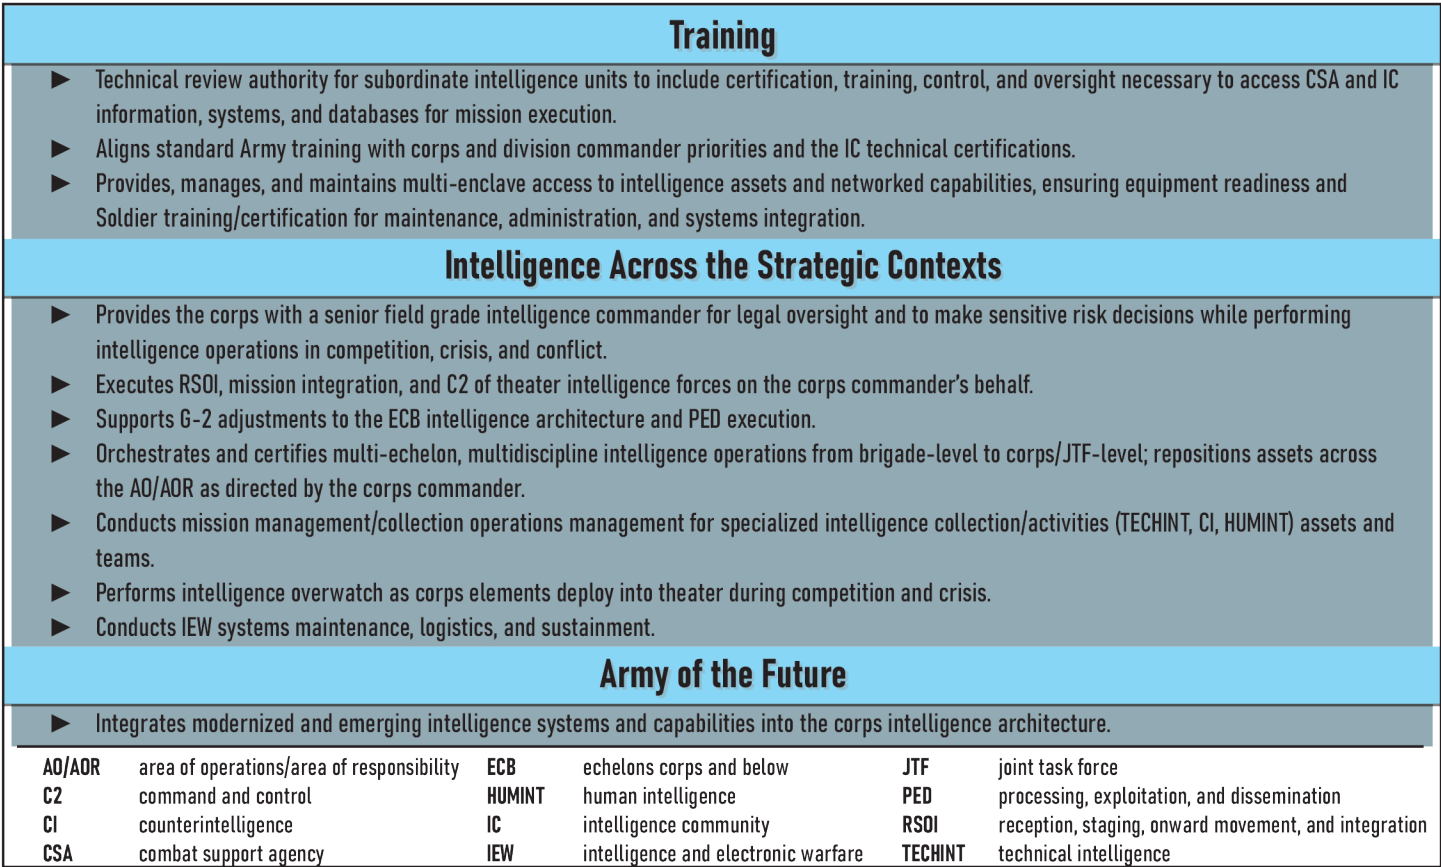 Training
► Technical review authority for subordinate intelligence units to include certification, training, control, and oversight necessary to access CSA and IC
information, systems, and databases for mission execution.
► Aligns standard Army training with corps and division commander priorities and the IC technical certifications.
► Provides, manages, and maintains multi-enclave access to intelligence assets and networked capabilities, ensuring equipment readiness and
Soldier training/certification for maintenance, administration, and systems integration.
Intelligence Across the Strategic Contexts
► Provides the corps with a senior field grade intelligence commander for legal oversight and to make sensitive risk decisions while performing
intelligence operations in competition, crisis, and conflict.
► Executes RSOI, mission integration, and C2 of theater intelligence forces on the corps commander's behalf.
► Supports G-2 adjustments to the ECB intelligence architecture and PED execution.
► Orchestrates and certifies multi-echelon, multidiscipline intelligence operations from brigade-level to corps/JTF-level; repositions assets across
the AO/AOR as directed by the corps commander.
► Conducts mission management/collection operations management for specialized intelligence collection/activities (TECHINT, CI, HUMINT) assets and
teams.
► Performs intelligence overwatch as corps elements deploy into theater during competition and crisis.
► Conducts IEW systems maintenance, logistics, and sustainment.
Army of the Future
► Integrates modernized and emerging intelligence systems and capabilities into the corps intelligence architecture.
AO/AOR area of operations/area of responsibility ECB echelons corps and below JTF joint task force
C2 command and control HUMINT human intelligence PED processing, exploitation, and dissemination
CI counterintelligence IC intelligence community RSOI reception, staging, onward movement, and integration
CSA combat support agency IEW intelligence and electronic warfare TECHINT technical intelligence